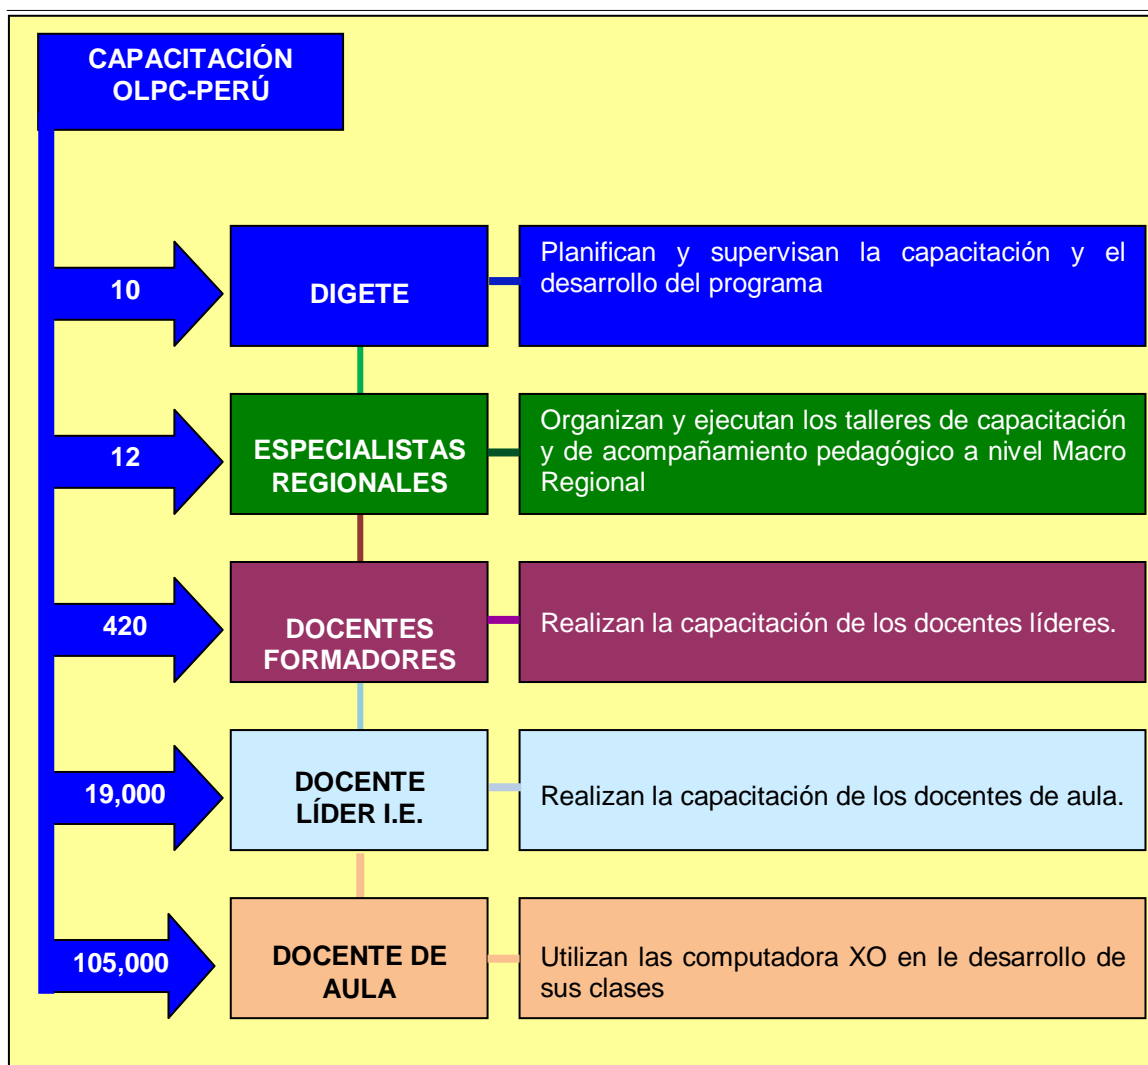 CAPACITACIÓN
OLPC-PERÚ
10
DIGETE
Planifican y supervisan la capacitación y el
desarrollo del programa
12
ESPECIALISTAS
REGIONALES
Organizan y ejecutan los talleres de capacitación
y de acompañamiento pedagógico a nivel Macro
Regional
420
DOCENTES
FORMADORES
Realizan la capacitación de los docentes líderes.
19,000
DOCENTE
LÍDER I.E.
Realizan la capacitación de los docentes de aula.
105,000
DOCENTE DE
AULA
Utilizan las computadora XO en le desarrollo de
sus clases